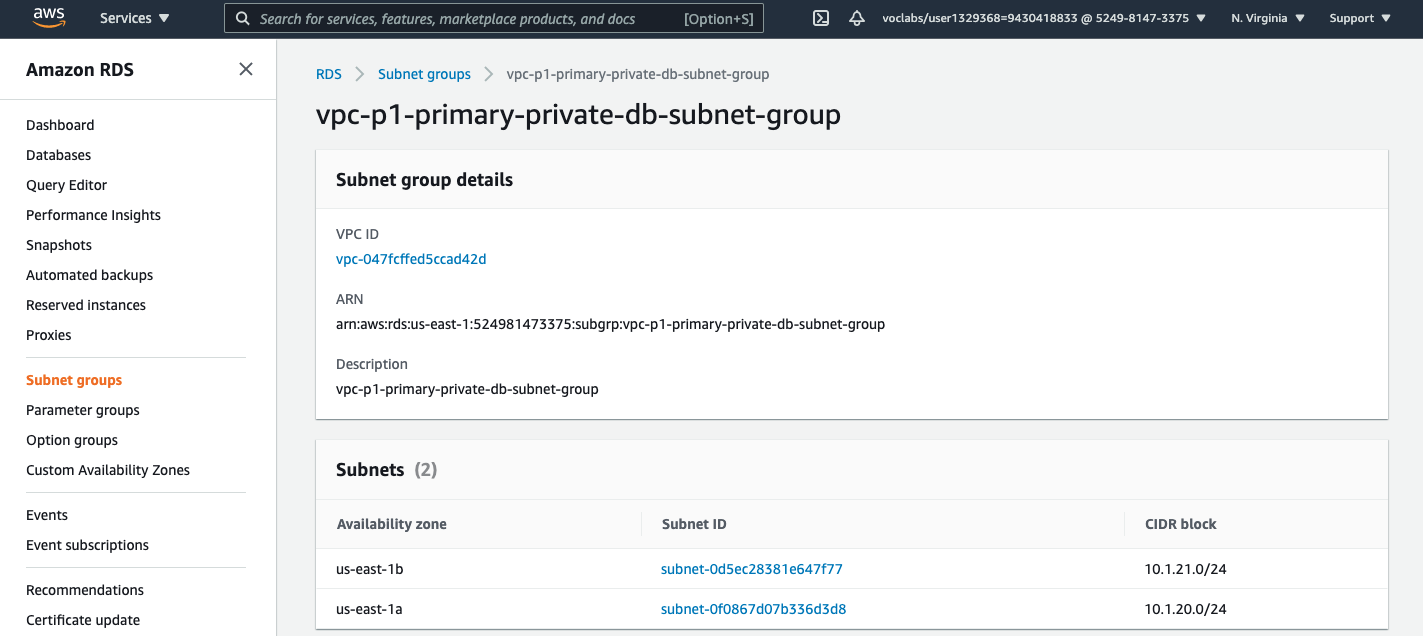 aws Services Search for services, features, marketplace products, and docs [Option+S] voclabs/user1329368=9430418833 @ 5249-8147-3375 N. Virginia Support
Amazon RDS
Dashboard
Databases
Query Editor
Performance Insights
Snapshots
Automated backups
Reserved instances
Proxies
Subnet groups
Parameter groups
Option groups
Custom Availability Zones
Events
Event subscriptions
Recommendations
Certificate update
RDS Subnet groups vpc-p1-primary-private-db-subnet-group
vpc-p1-primary-private-db-subnet-group
Subnet group details
VPC ID
vpc-047fcffed5ccad42d
ARN
arn:aws:rds:us-east-1:524981473375:subgrp:vpc-p1-primary-private-db-subnet-group
Description
vpc-p1-primary-private-db-subnet-group
Subnets (2)
Availability zone Subnet ID CIDR block
us-east-1b subnet-0d5ec28381e647f77 10.1.21.0/24
us-east-1a subnet-0f0867d07b336d3d8 10.1.20.0/24